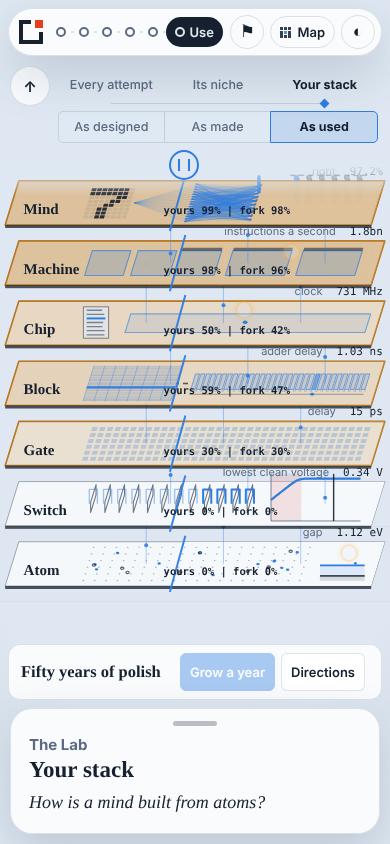 Use
Map
Every attempt
Its niche
Your stack
As designed
As made
As used
97.2%
Mind
yours 99% | fork 98%
instructions a second 1.8bn
Machine
yours 98% | fork 96%
clock 731 MHz
Chip
yours 50% | fork 42%
adder delay 1.03 ns
Block
yours 59% | fork 47%
delay 15 ps
Gate
yours 30% | fork 30%
lowest clean voltage 0.34 V
Switch
yours 0% | fork 0%
gap 1.12 eV
Atom
yours 0% | fork 0%
Fifty years of polish
Grow a year
Directions
The Lab
Your stack
How is a mind built from atoms?